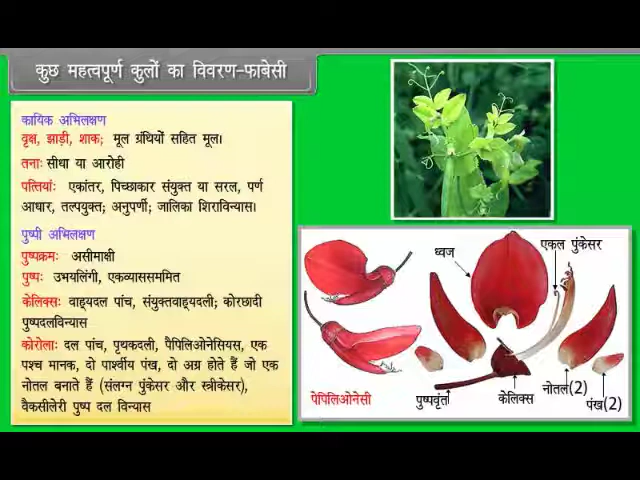 कुछ महत्वपूर्ण कुलों का विवरण-फाबेसी
कायिक अभिलक्षण
वृक्ष, झाड़ी, शाक; मूल ग्रंथियों सहित मूल।
तनाः सीधा या आरोही
पत्तियांः एकांतर, पिच्छाकार संयुक्त या सरल, पर्ण
आधार, तल्पयुक्त; अनुपर्णी; जालिका शिराविन्यास।
पुष्पी अभिलक्षण
पुष्पक्रमः असीमाक्षी
पुष्पः उभयलिंगी, एकव्याससममित
केलिक्सः वाह्यदल पांच, संयुक्तवाह्यदली; कोरछादी
पुष्पदलविन्यास
कोरोलाः दल पांच, पृथकदली, पैपिलिओनेसियस, एक
पश्च मानक, दो पार्श्वीय पंख, दो अग्र होते हैं जो एक
नोतल बनाते हैं (संलग्न पुंकेसर और स्त्रीकेसर),
वैकसीलेरी पुष्प दल विन्यास
ध्वज
एकल पुंकेसर
पेपिलिओनेसी
पुष्पवृंत
केलिक्स
नोतल(2)
पंख(2)